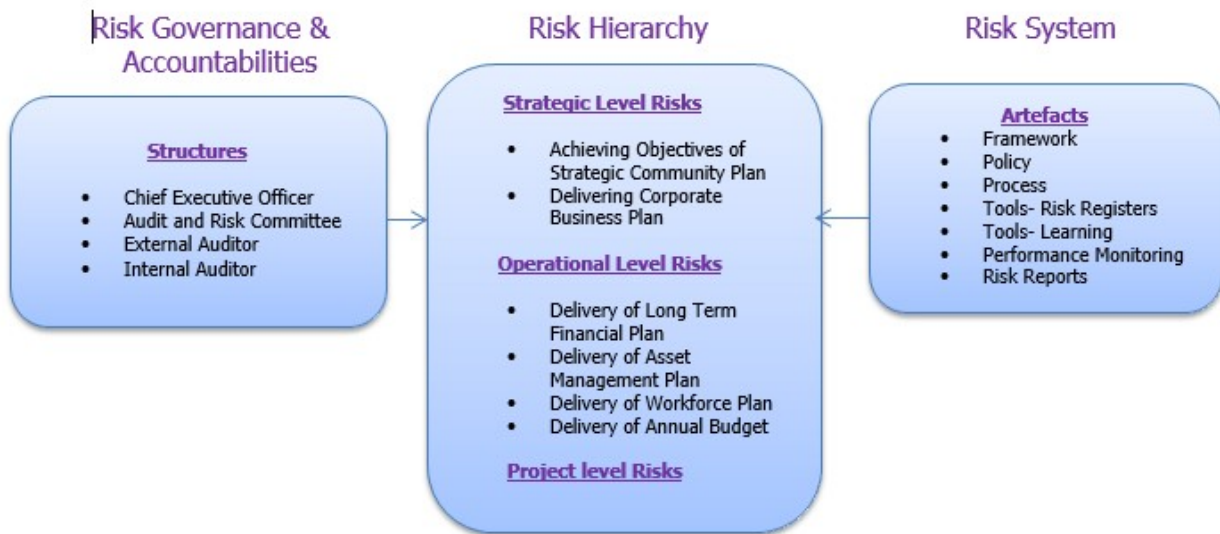 Risk Governance &
Accountabilities
Structures
• Chief Executive Officer
• Audit and Risk Committee
• External Auditor
• Internal Auditor
Risk Hierarchy
Strategic Level Risks
• Achieving Objectives of
Strategic Community Plan
• Delivering Corporate
Business Plan
Operational Level Risks
• Delivery of Long Term
Financial Plan
• Delivery of Asset
Management Plan
• Delivery of Workforce Plan
• Delivery of Annual Budget
Project level Risks
Risk System
Artefacts
• Framework
• Policy
• Process
• Tools- Risk Registers
• Tools- Learning
• Performance Monitoring
• Risk Reports